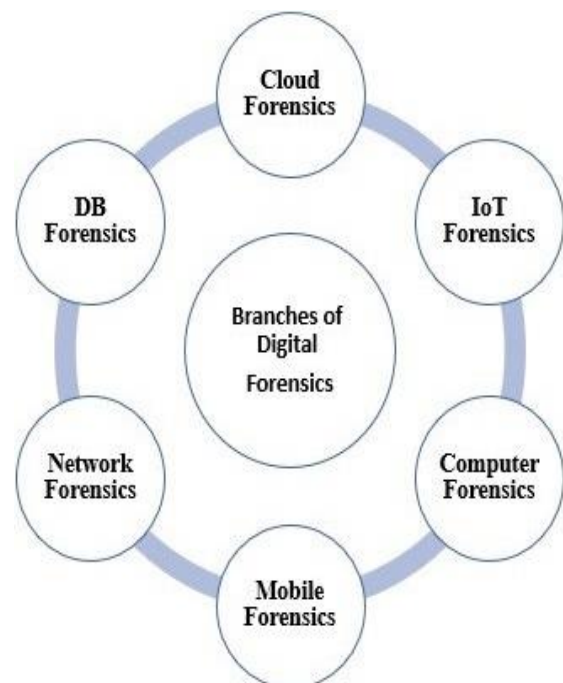 Cloud
Forensics
DB
Forensics
IoT
Forensics
Branches of
Digital
Forensics
Network
Forensics
Computer
Forensics
Mobile
Forensics